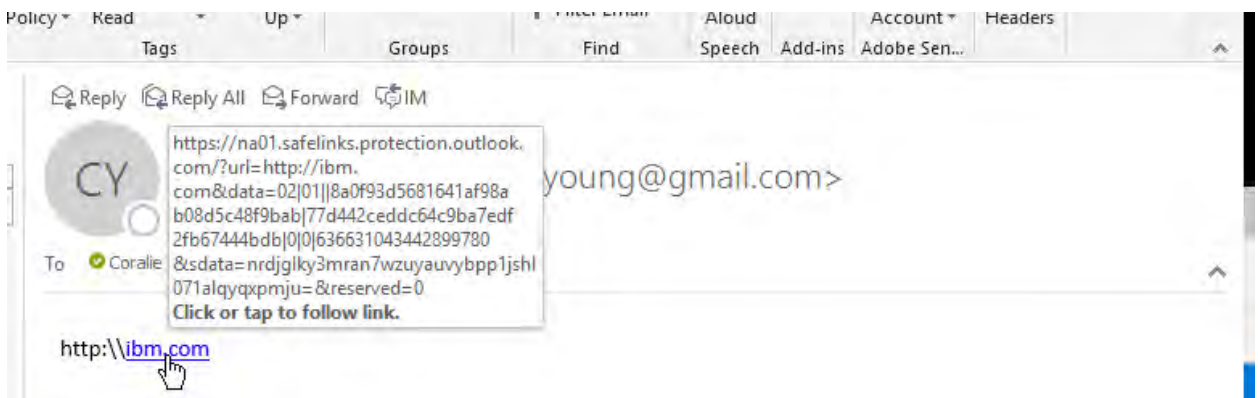 Policy Read Up Filter Email Aloud Account Headers
Tags Groups Find Speech Add-ins Adobe Sen...
Reply Reply All Forward IM
https://na01.safelinks.protection.outlook.
com/?url=http://ibm.
com&data=02|01||8a0f93d5681641af98a
b08d5c48f9bab|77d442ceddc64c9ba7edf
2fb67444bdb|0|0|636631043442899780
&sdata=nrdjglky3mran7wzuyauvybpp1jshl
071alqyqxpmju=&reserved=0
Click or tap to follow link.
CY
young@gmail.com>
To Coralie
http:\\ibm.com